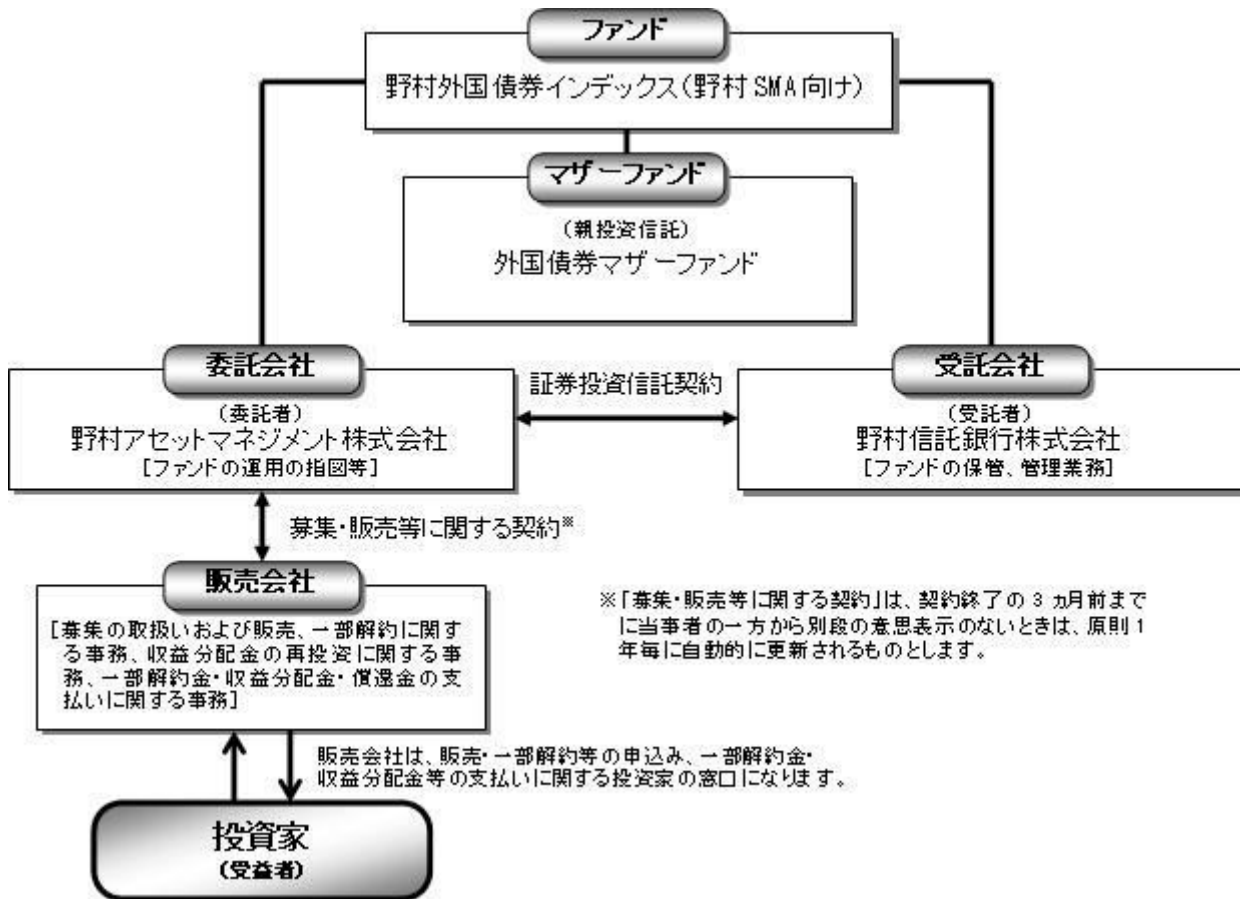 ファンド
野村外国債券インデックス(野村SMA向け)
マザーファンド
(親投資信託)
外国債券マザーファンド
委託会社
(委託者)
野村アセットマネジメント株式会社
[ファンドの運用の指図等]
証券投資信託契約
受託会社
(受託者)
野村信託銀行株式会社
[ファンドの保管、管理業務]
募集・販売等に関する契約※
販売会社
[募集の取扱いおよび販売、一部解約に関す
る事務、収益分配金の再投資に関する事
務、一部解約金・収益分配金・償還金の支
払いに関する事務]
※「募集・販売等に関する契約」は、契約終了の3ヵ月前まで
に当事者の一方から別段の意思表示のないときは、原則1
年毎に自動的に更新されるものとします。
販売会社は、販売・一部解約等の申込み、一部解約金・
収益分配金等の支払いに関する投資家の窓口になります。
投資家
(受益者)